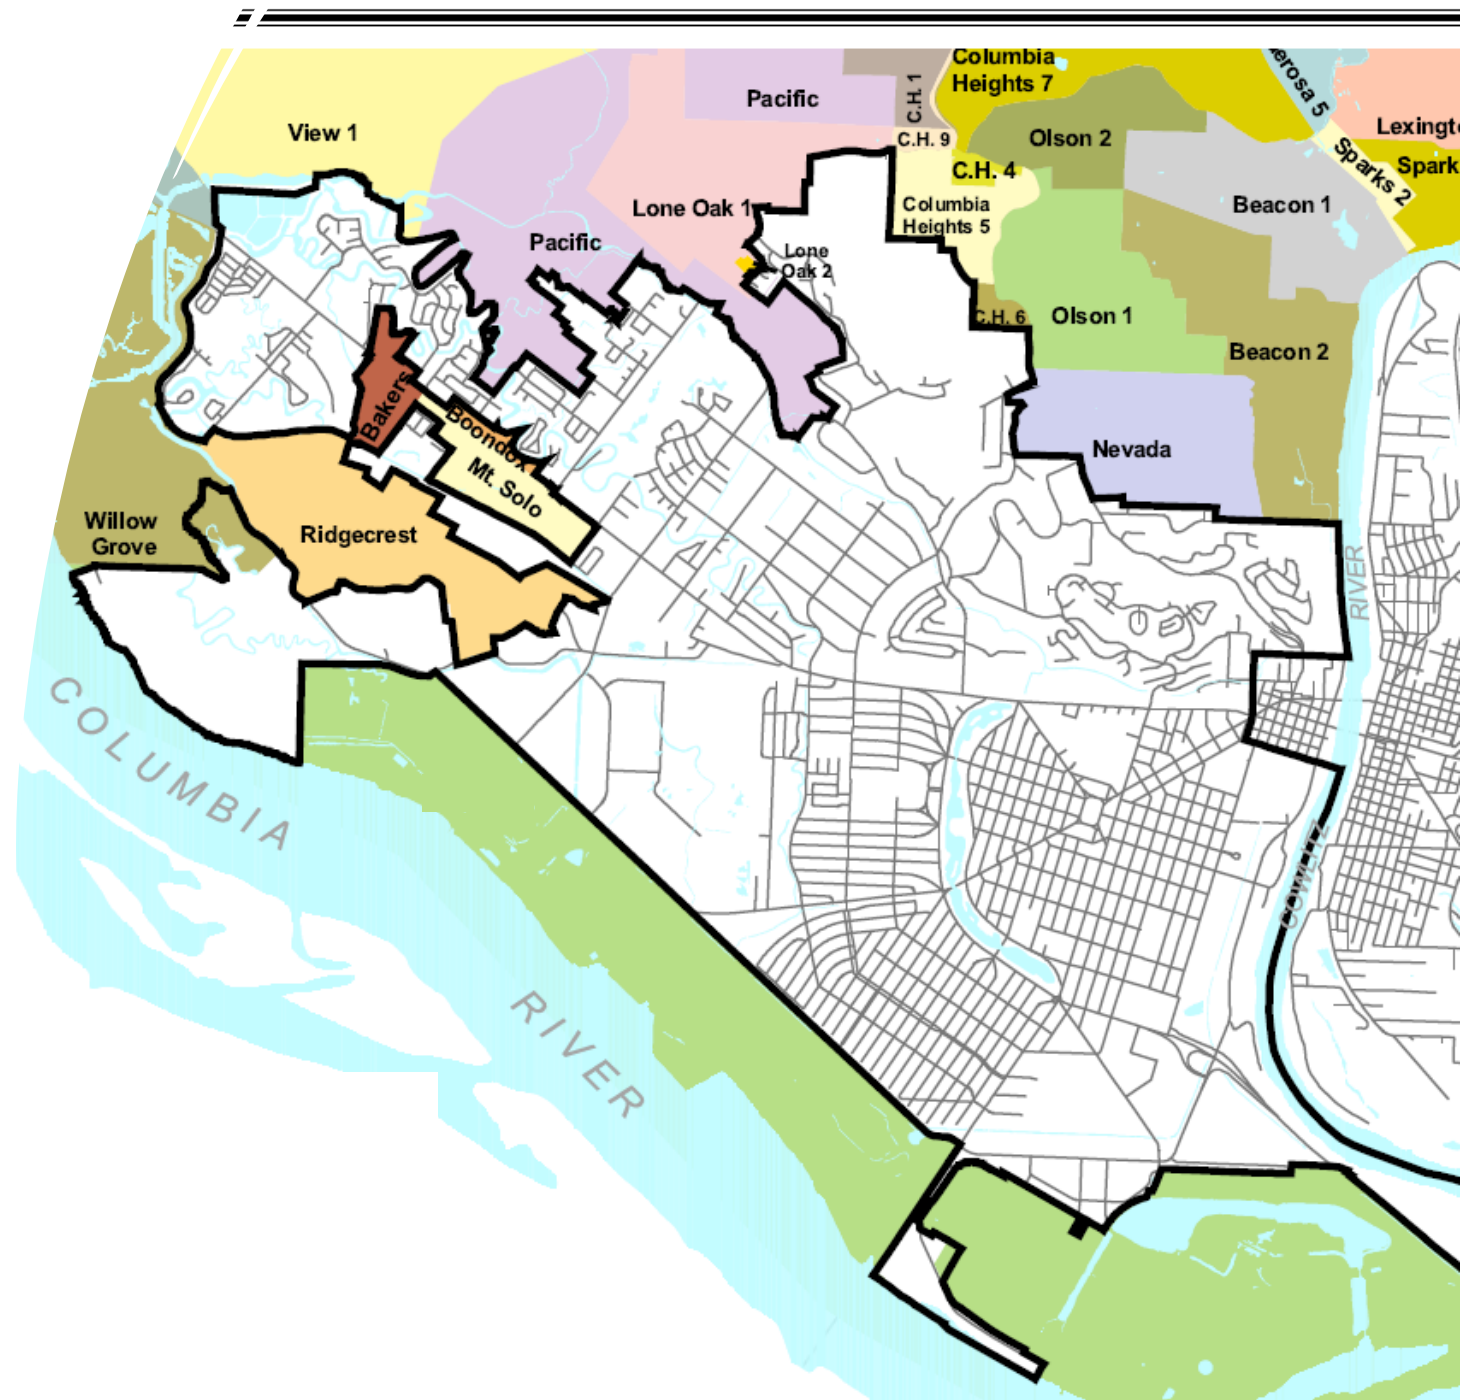 Columbia
Heights 7
erosa 5
Pacific
C.H. 1
View 1
Lexingt
C.H. 9
Olson 2
Sparks 2
Spark
C.H. 4
Lone Oak 1
Columbia
Heights 5
Beacon 1
Pacific
Lone
Oak 2
C.H. 6
Olson 1
Beacon 2
Bakers
Boondox
Nevada
Mt. Solo
Willow
Grove
Ridgecrest
RIVER
COLUMBIA
COWLITZ
RIVER